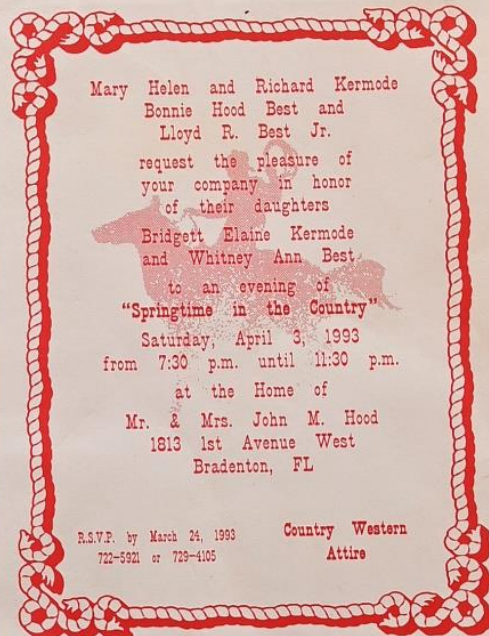 Mary Helen and Richard Kermode
Bonnie Hood Best and
Lloyd R. Best Jr.
request the pleasure of
your company in honor
of their daughters
Bridgett Elaine Kermode
and Whitney Ann Best
to an evening of
"Springtime in the Country"
Saturday, April 3, 1993
from 7:30 p.m. until 11:30 p.m.
at the Home of
Mr. & Mrs. John M. Hood
1813 1st Avenue West
Bradenton, FL
R.S.V.P. by March 24, 1993
722-5921 or 729-4105
Country Western
Attire